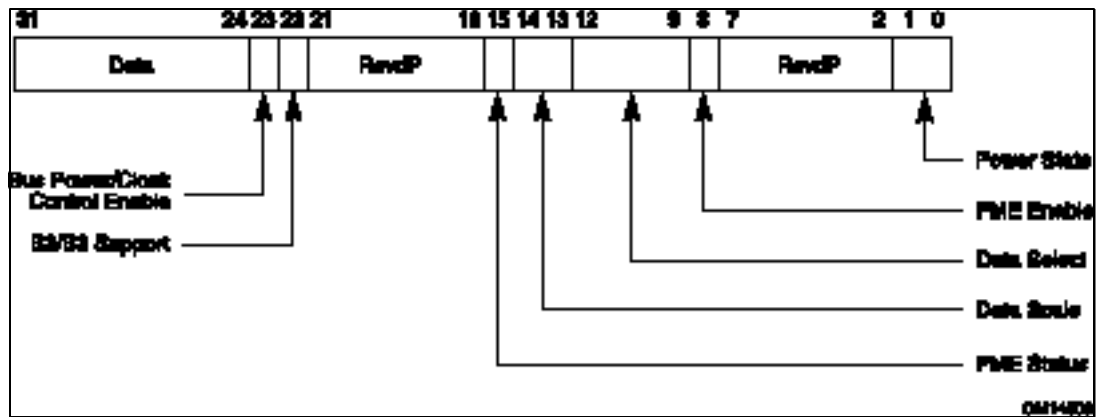 31 24 23 22 21 16 15 14 13 12 9 8 7 2 1 0
Data RsvdP RsvdP
Power State
Bus Power/Clock
Control Enable
PME Enable
B2/B3 Support
Data Select
Data Scale
PME Status